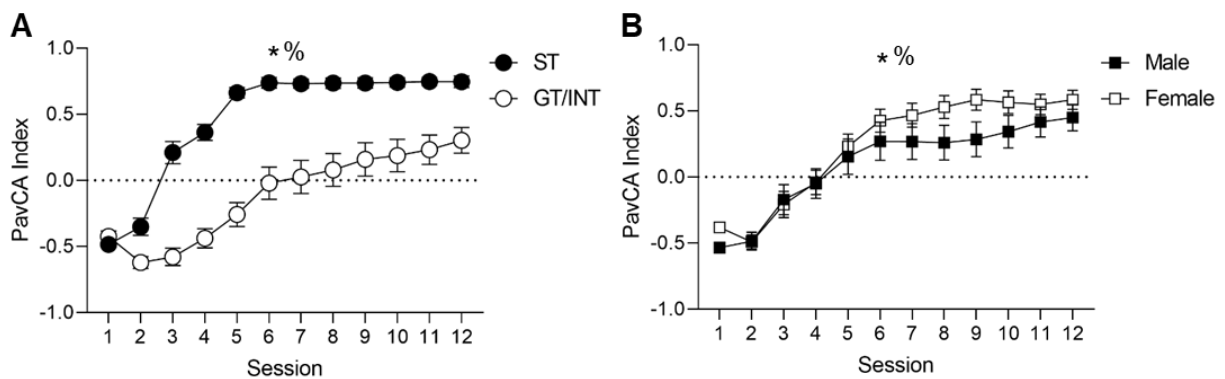 A
* %
1.0
0.5
0.0
-0.5
-1.0
PavCA Index
1 2 3 4 5 6 7 8 9 10 11 12
Session
ST
GT/INT
B
* %
1.0
0.5
0.0
-0.5
-1.0
PavCA Index
1 2 3 4 5 6 7 8 9 10 11 12
Session
Male
Female